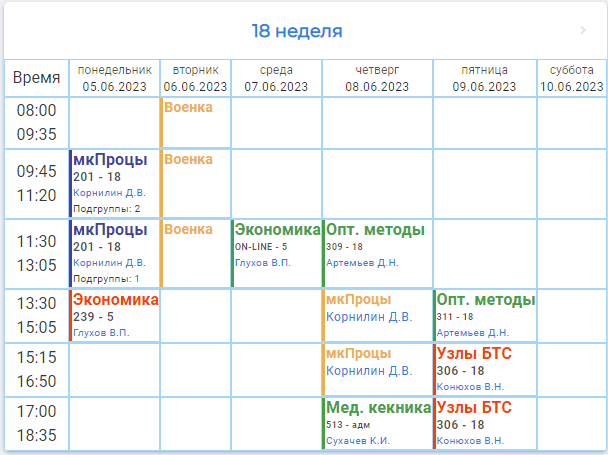 18 неделя
Время
понедельник
05.06.2023
вторник
06.06.2023
среда
07.06.2023
четверг
08.06.2023
пятница
09.06.2023
суббота
10.06.2023
08:00
09:35
Военка
09:45
11:20
мкПроцы
201 - 18
Корнилин Д.В.
Подгруппы: 2
Военка
11:30
13:05
мкПроцы
201 - 18
Корнилин Д.В.
Подгруппы: 1
Военка
Экономика
ON-LINE - 5
Глухов В.П.
Опт. методы
309 - 18
Артемьев Д.Н.
13:30
15:05
Экономика
239 - 5
Глухов В.П.
мкПроцы
Корнилин Д.В.
Опт. методы
311 - 18
Артемьев Д.Н.
15:15
16:50
мкПроцы
Корнилин Д.В.
Узлы БТС
306 - 18
Конюхов В.Н.
17:00
18:35
Мед. кекника
513 - адм
Сухачев К.И.
Узлы БТС
306 - 18
Конюхов В.Н.